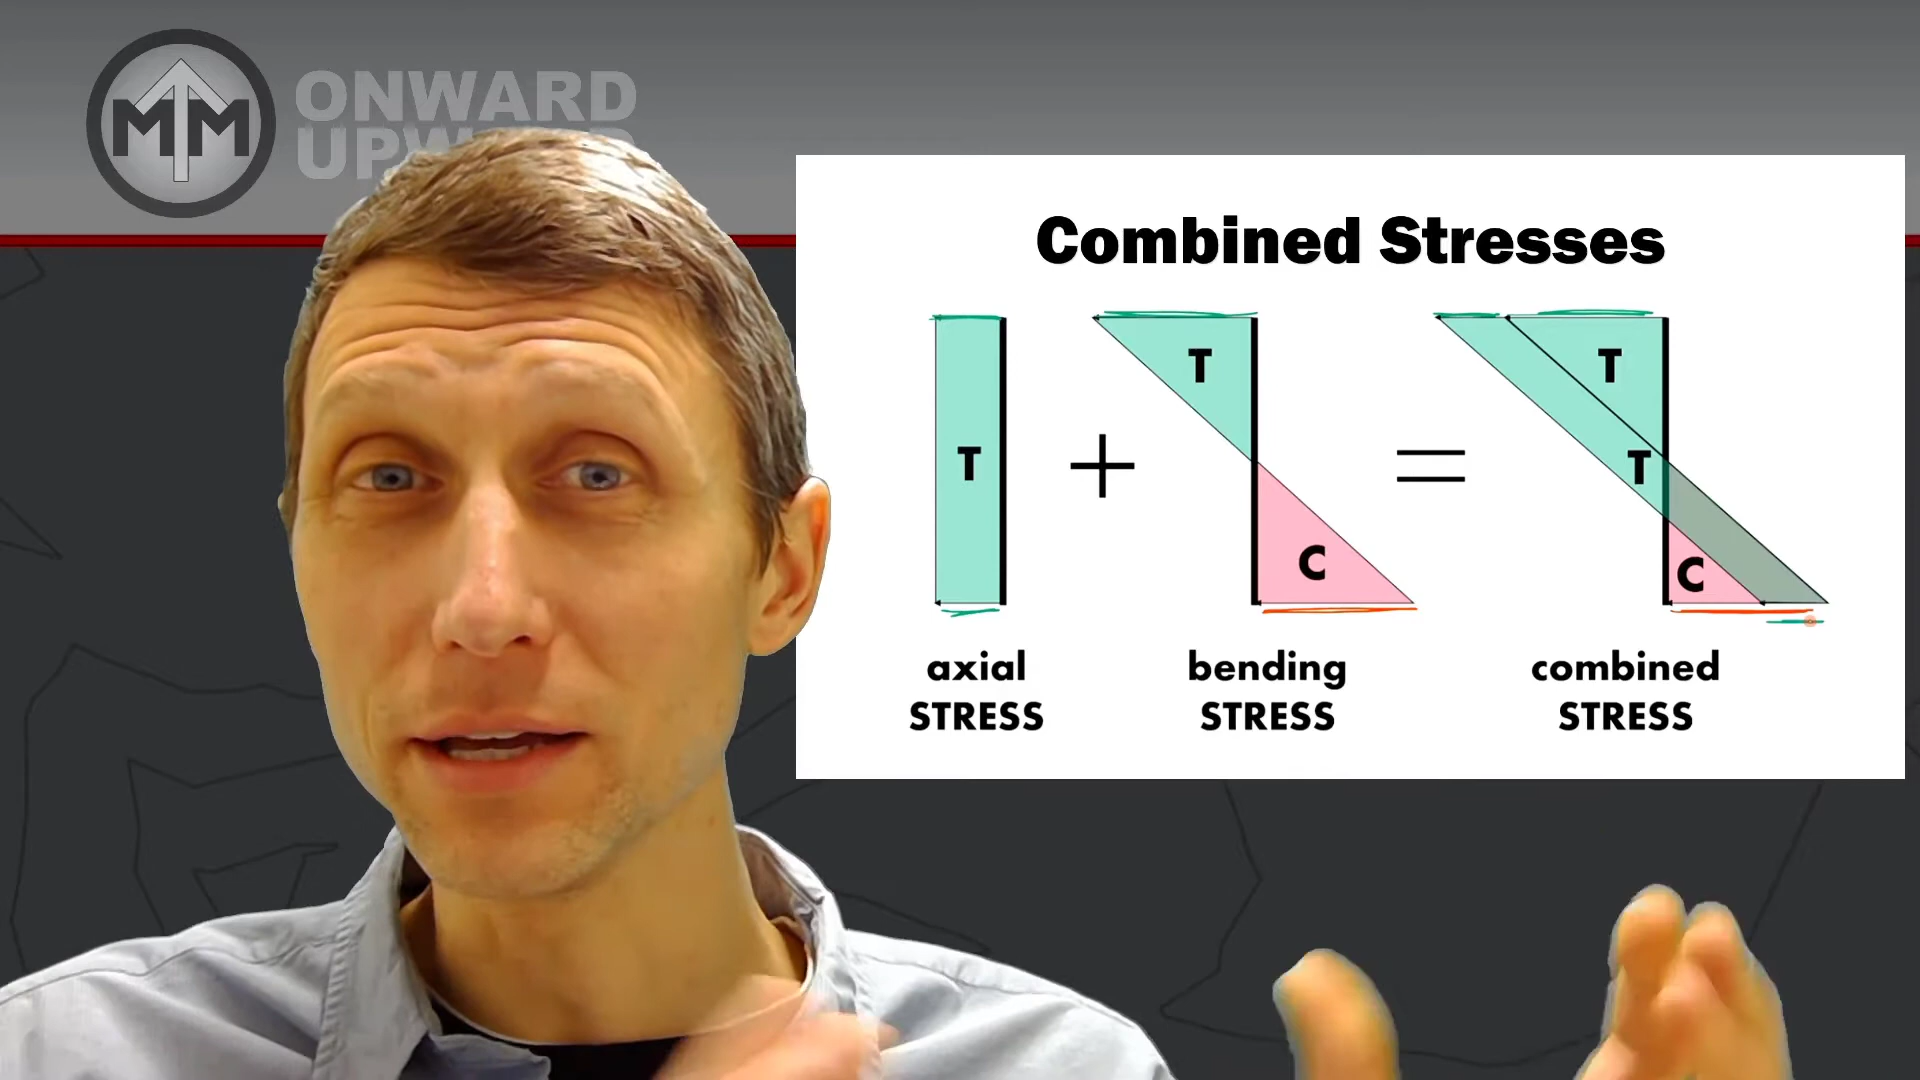 MM
ONWARD
Combined Stresses
T
+
T
C
=
T
T
C
axial
STRESS
bending
STRESS
combined
STRESS